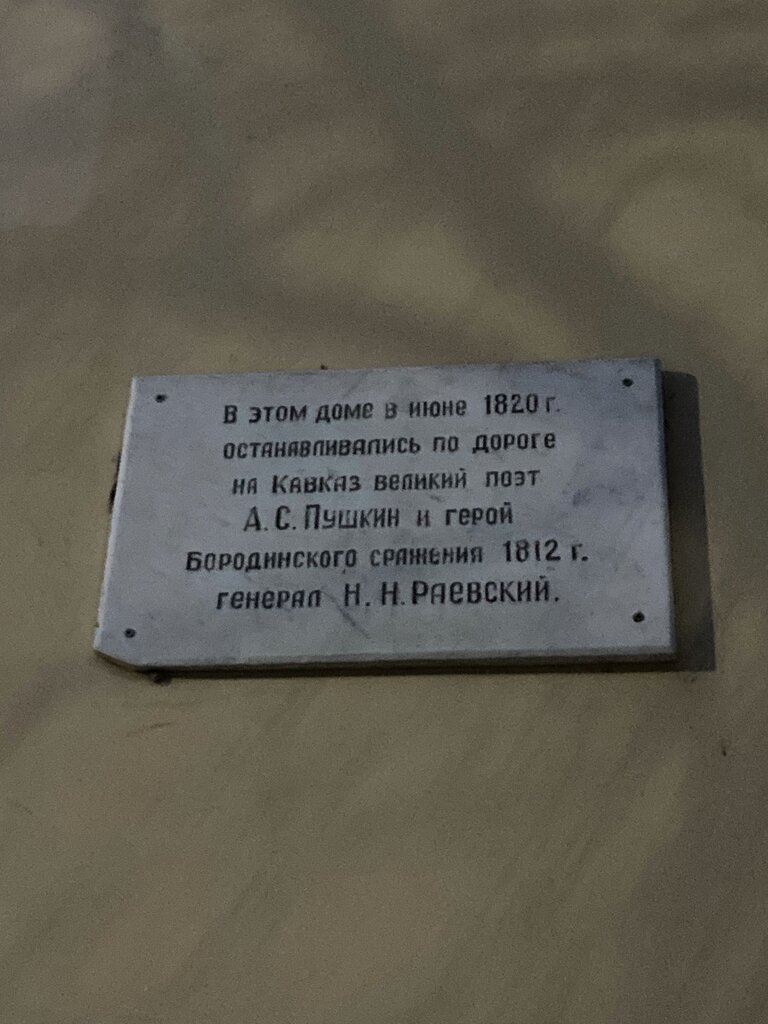 В этом доме в июне 1820 г.
останавливались по дороге
на Кавказ великий поэт
А. С. Пушкин и герой
Бородинского сражения 1812 г.
генерал Н. Н. Раевский.